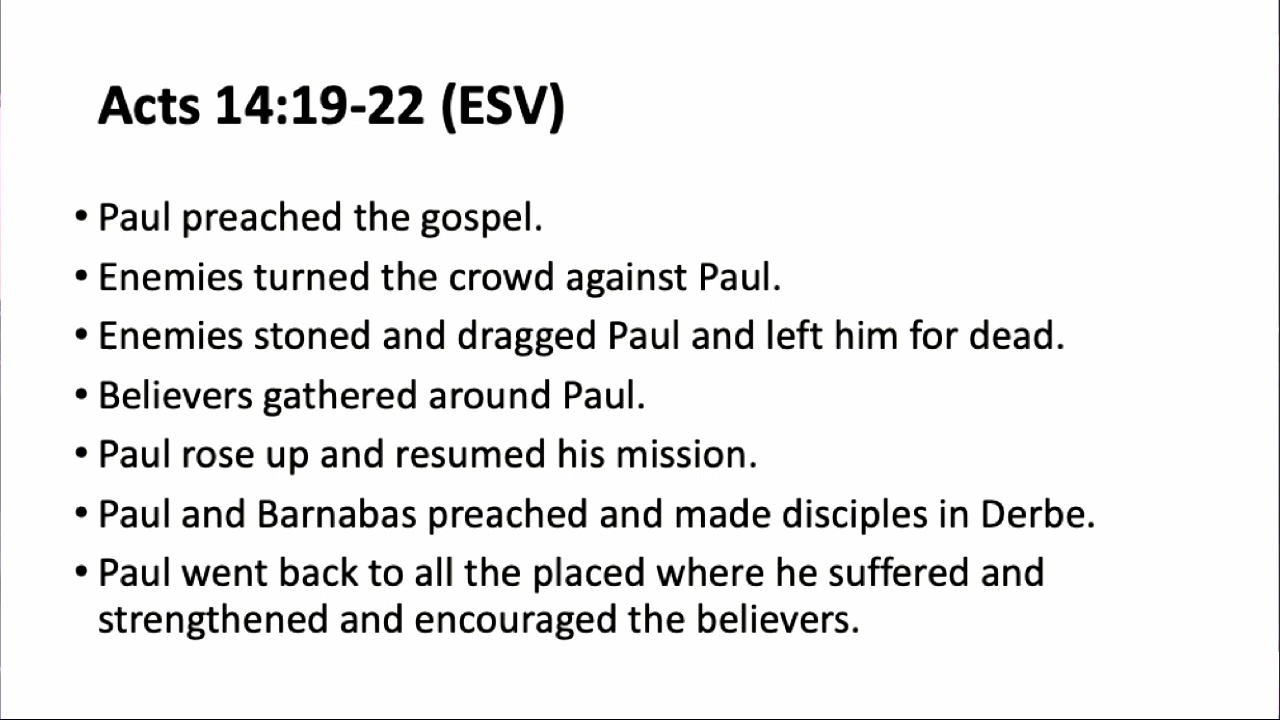 Acts 14:19-22 (ESV)
• Paul preached the gospel.
• Enemies turned the crowd against Paul.
• Enemies stoned and dragged Paul and left him for dead.
• Believers gathered around Paul.
• Paul rose up and resumed his mission.
• Paul and Barnabas preached and made disciples in Derbe.
• Paul went back to all the placed where he suffered and
strengthened and encouraged the believers.